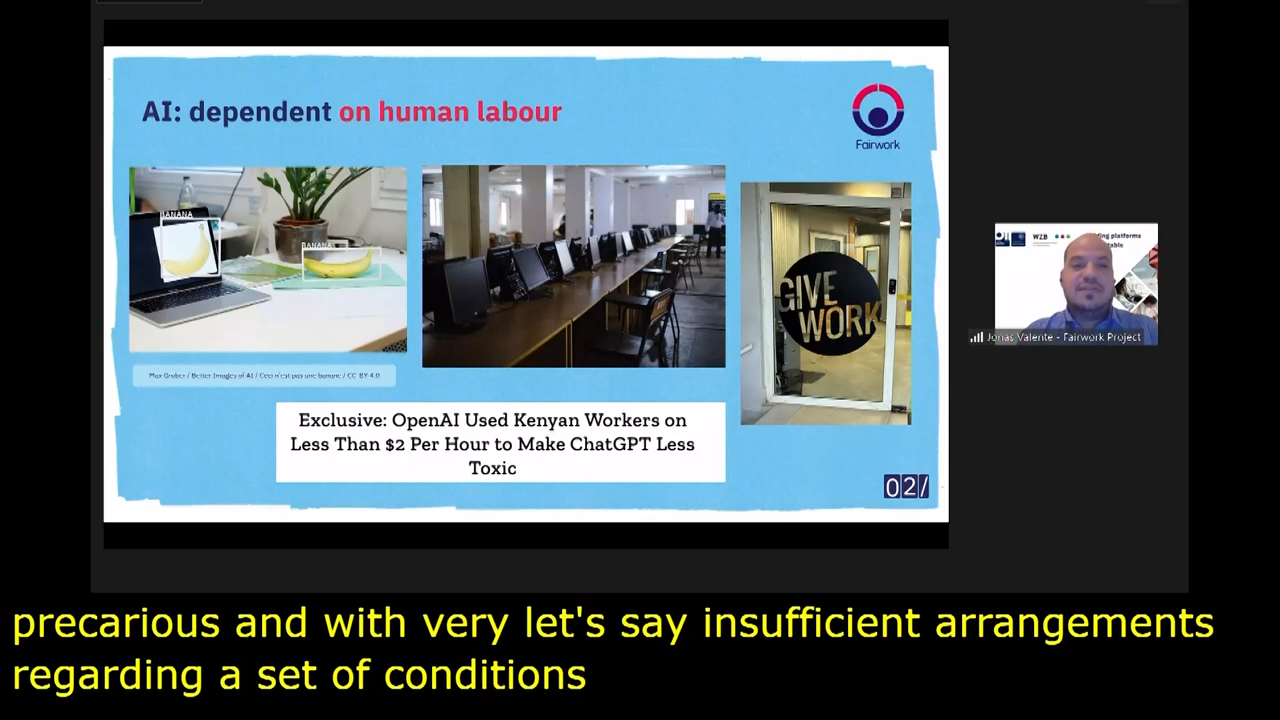 AI: dependent on human labour
Fairwork
BANANA
BANANA
GIVE
WORK
Max Gruber / Better Images of AI / Ceci n'est pas une banane / CC-BY 4.0
Exclusive: OpenAI Used Kenyan Workers on
Less Than $2 Per Hour to Make ChatGPT Less
Toxic
02/
WZB
Jonas Valente - Fairwork Project
precarious and with very let's say insufficient arrangements
regarding a set of conditions